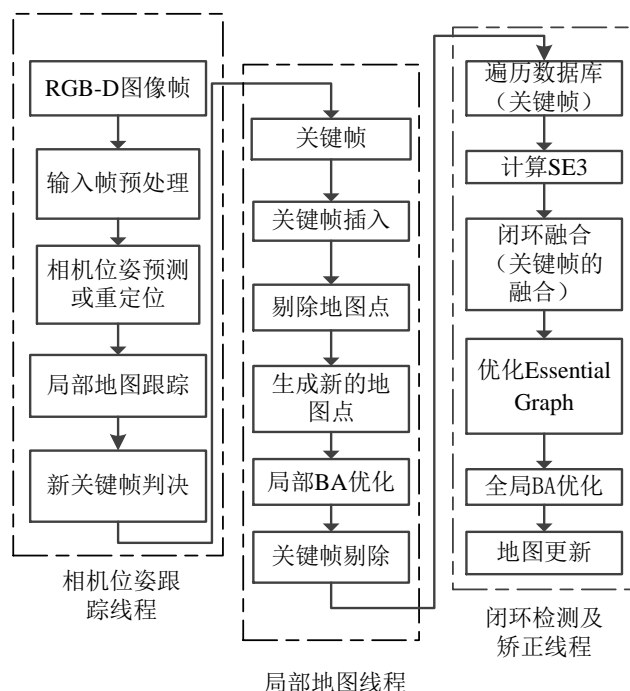 RGB-D图像帧
输入帧预处理
相机位姿预测
或重定位
局部地图跟踪
新关键帧判决
相机位姿跟
踪线程
关键帧
关键帧插入
剔除地图点
生成新的地
图点
局部BA优化
关键帧剔除
局部地图线程
遍历数据库
（关键帧）
计算SE3
闭环融合
（关键帧的
融合）
优化Essential
Graph
全局BA优化
地图更新
闭环检测及
矫正线程